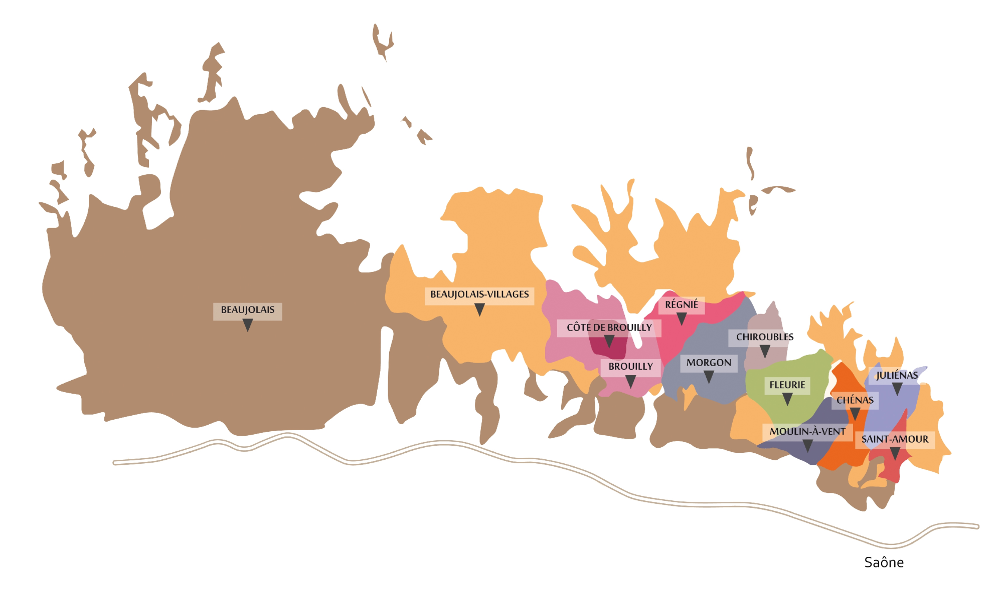 BEAUJOLAIS
BEAUJOLAIS-VILLAGES
CÔTE DE BROUILLY
BROUILLY
RÉGNIÉ
MORGON
CHIROUBLES
FLEURIE
MOULIN-À-VENT
CHÉNAS
JULIÉNAS
SAINT-AMOUR
Saône